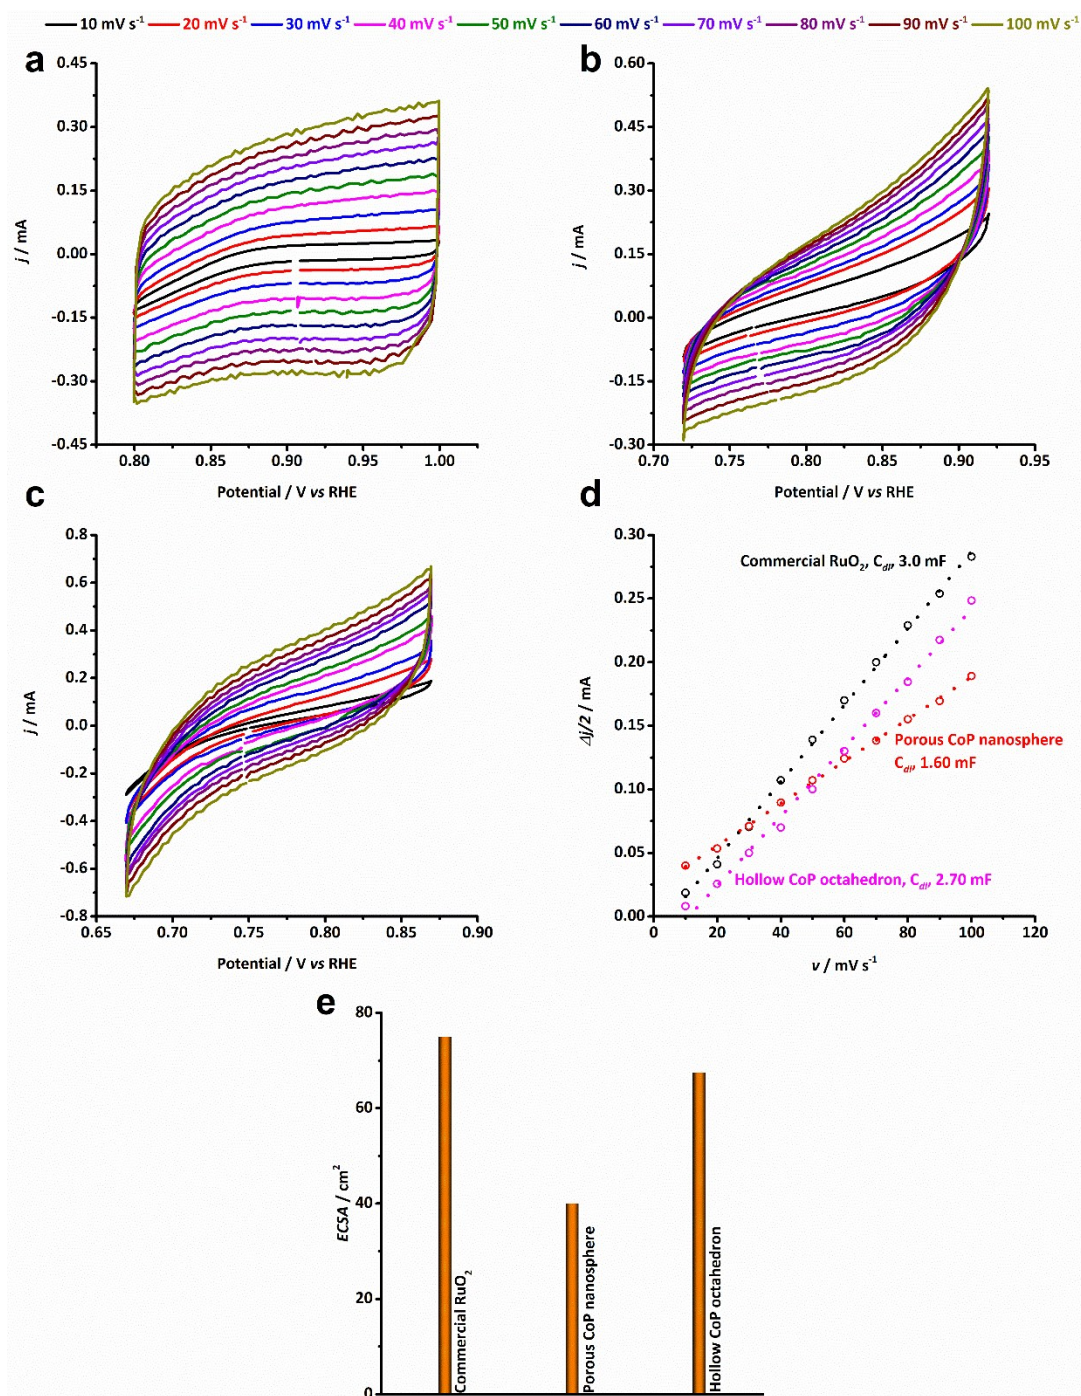 10 mV s⁻¹ 20 mV s⁻¹ 30 mV s⁻¹ 40 mV s⁻¹ 50 mV s⁻¹ 60 mV s⁻¹ 70 mV s⁻¹ 80 mV s⁻¹ 90 mV s⁻¹ 100 mV s⁻¹
a
0.45
0.30
0.15
0.00
-0.15
-0.30
-0.45
j / mA
0.80 0.85 0.90 0.95 1.00
Potential / V vs RHE
b
0.60
0.45
0.30
0.15
0.00
-0.15
-0.30
j / mA
0.70 0.75 0.80 0.85 0.90 0.95
Potential / V vs RHE
c
0.8
0.6
0.4
0.2
0.0
-0.2
-0.4
-0.6
-0.8
j / mA
0.65 0.70 0.75 0.80 0.85 0.90
Potential / V vs RHE
d
0.30
0.25
0.20
0.15
0.10
0.05
0.00
Δj/2 / mA
Commercial RuO₂, C_dl, 3.0 mF
Porous CoP nanosphere
C_dl, 1.60 mF
Hollow CoP octahedron, C_dl, 2.70 mF
0 20 40 60 80 100 120
v / mV s⁻¹
e
80
60
40
20
0
ECSA / cm²
Commercial RuO₂
Porous CoP nanosphere
Hollow CoP octahedron